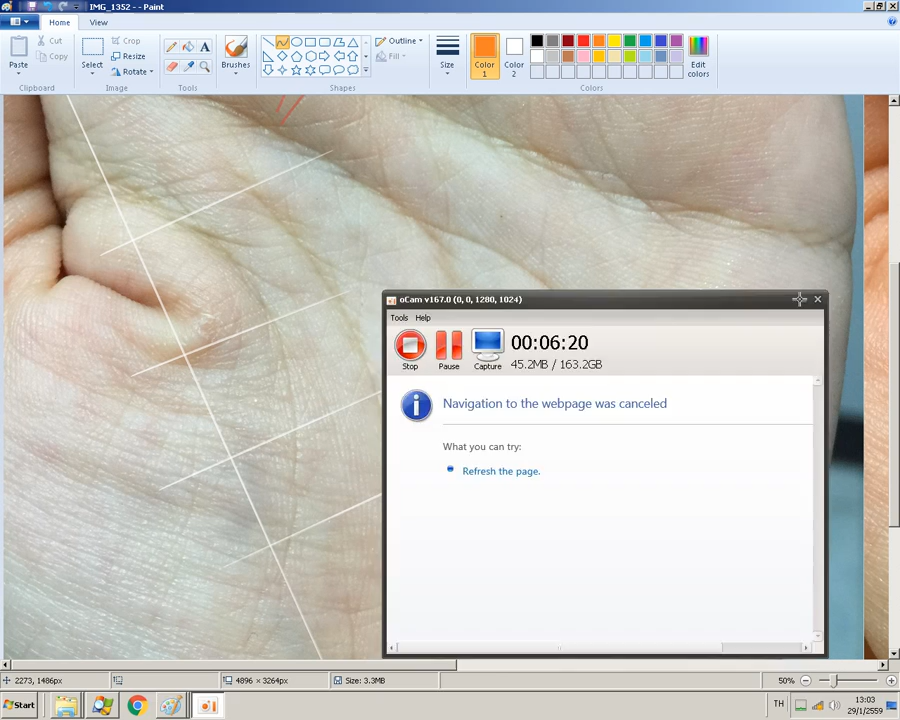 IMG_1352 - - Paint
Home View
Paste
Cut
Copy
Clipboard
Select
Crop
Resize
Rotate
Image
A
Tools
Brushes
Outline
Fill
Shapes
Size
Color 1
Color 2
Edit colors
Colors
oCam v167.0 (0, 0, 1280, 1024)
Tools Help
Stop
Pause
Capture
00:06:20
45.2MB / 163.2GB
Navigation to the webpage was canceled
What you can try:
Refresh the page.
2273, 1486px
4896 × 3264px
Size: 3.3MB
50%
Start
TH
13:03
29/1/2559